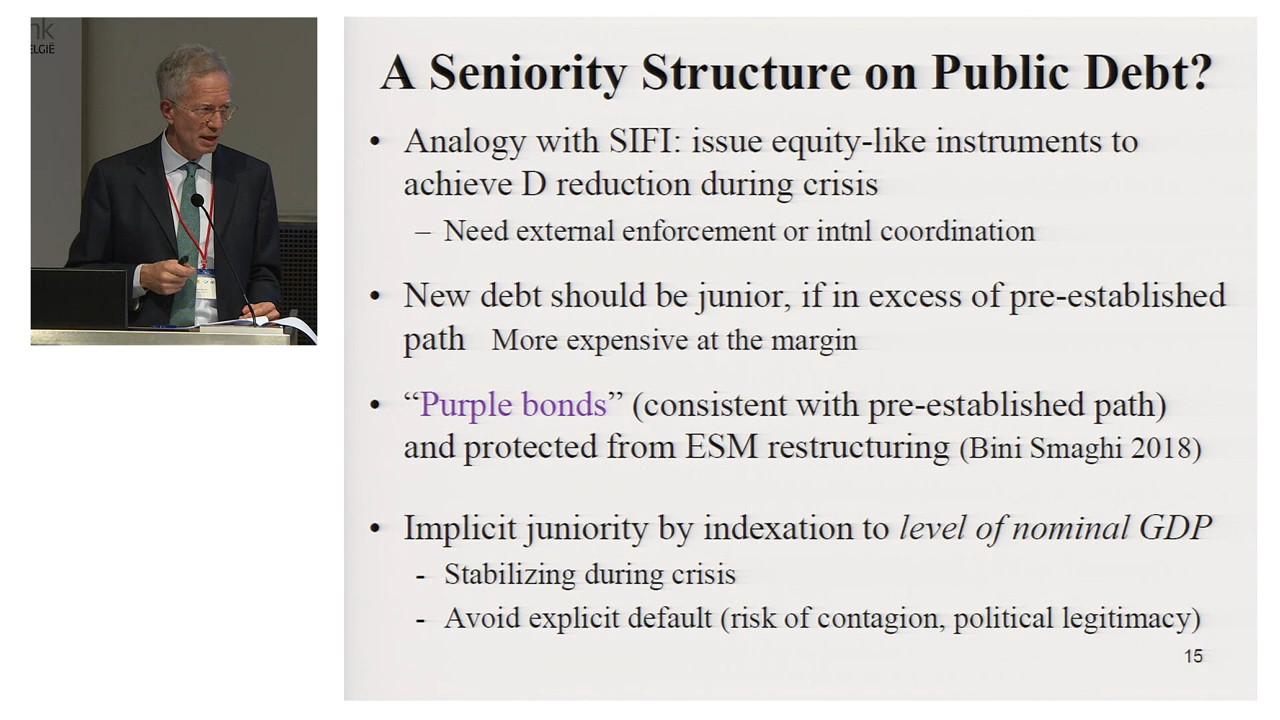 nk
ELGIË
A Seniority Structure on Public Debt?
• Analogy with SIFI: issue equity-like instruments to
achieve D reduction during crisis
– Need external enforcement or intnl coordination
• New debt should be junior, if in excess of pre-established
path More expensive at the margin
• “Purple bonds” (consistent with pre-established path)
and protected from ESM restructuring (Bini Smaghi 2018)
• Implicit juniority by indexation to level of nominal GDP
- Stabilizing during crisis
- Avoid explicit default (risk of contagion, political legitimacy)
15